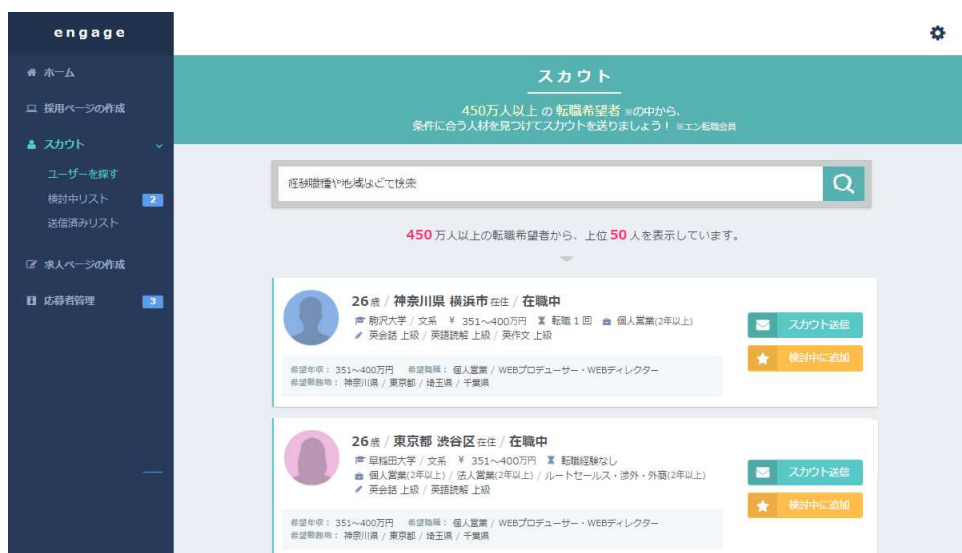 engage
ホーム
採用ページの作成
スカウト
ユーザーを探す
検討中リスト 2
送信済みリスト
求人ページの作成
応募者管理 3
スカウト
450万人以上 の 転職希望者 ※の中から、
条件に合う人材を見つけてスカウトを送りましょう! ※エン転職会員
経験職種や地域などで検索
450 万人以上の転職希望者から、上位 50 人を表示しています。
26歳 / 神奈川県 横浜市 在住 / 在職中
駒沢大学 / 文系 ¥ 351～400万円 転職 1 回 個人営業(2年以上)
英会話 上級 / 英語読解 上級 / 英作文 上級
スカウト送信
検討中に追加
希望年収: 351～400万円 希望職種: 個人営業 / WEBプロデューサー・WEBディレクター
希望勤務地: 神奈川県 / 東京都 / 埼玉県 / 千葉県
26歳 / 東京都 渋谷区 在住 / 在職中
早稲田大学 / 文系 ¥ 351～400万円 転職経験なし
個人営業(2年以上) / 法人営業(2年以上) / ルートセールス・渉外・外商(2年以上)
英会話 上級 / 英語読解 上級
スカウト送信
検討中に追加
希望年収: 351～400万円 希望職種: 個人営業 / WEBプロデューサー・WEBディレクター
希望勤務地: 神奈川県 / 東京都 / 埼玉県 / 千葉県